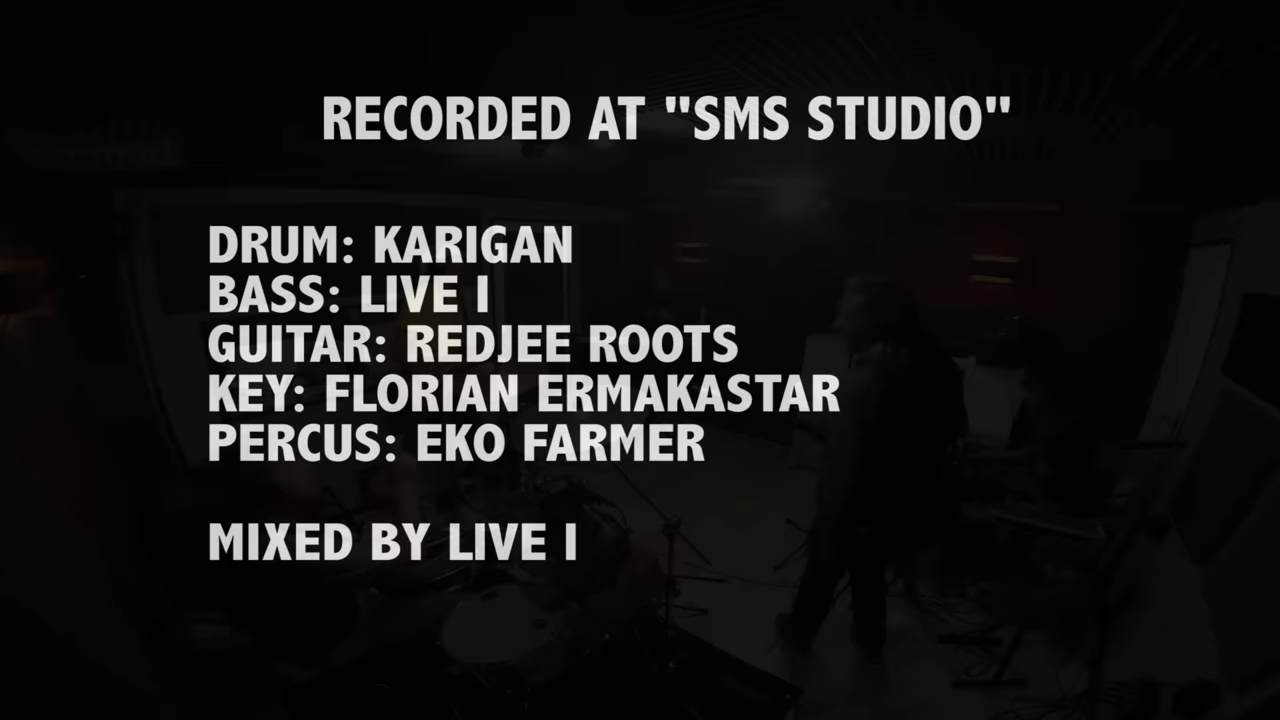 RECORDED AT "SMS STUDIO"
DRUM: KARIGAN
BASS: LIVE I
GUITAR: REDJEE ROOTS
KEY: FLORIAN ERMAKASTAR
PERCUS: EKO FARMER
MIXED BY LIVE I